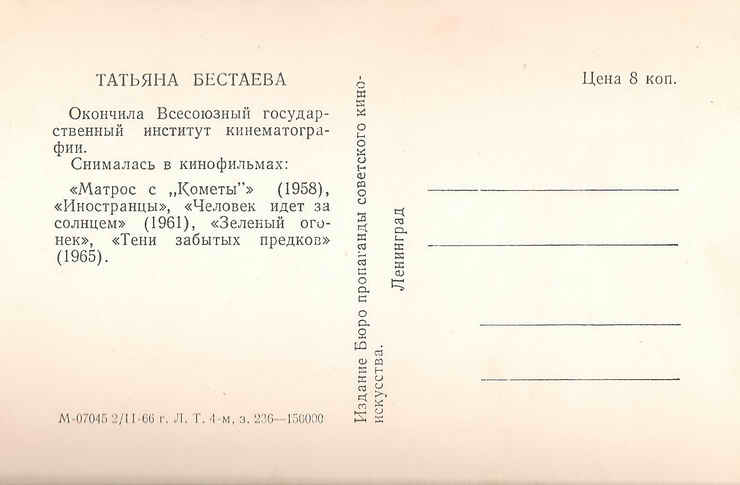 ТАТЬЯНА БЕСТАЕВА
Окончила Всесоюзный государ-
ственный институт кинематогра-
фии.
Снималась в кинофильмах:
«Матрос с „Кометы"» (1958),
«Иностранцы», «Человек идет за
солнцем» (1961), «Зеленый ого-
нек», «Тени забытых предков»
(1965).
М-07045 2/II-66 г. Л. Т. 4-м, з. 236—150000
Издание Бюро пропаганды советского кино-
искусства.
Ленинград
Цена 8 коп.